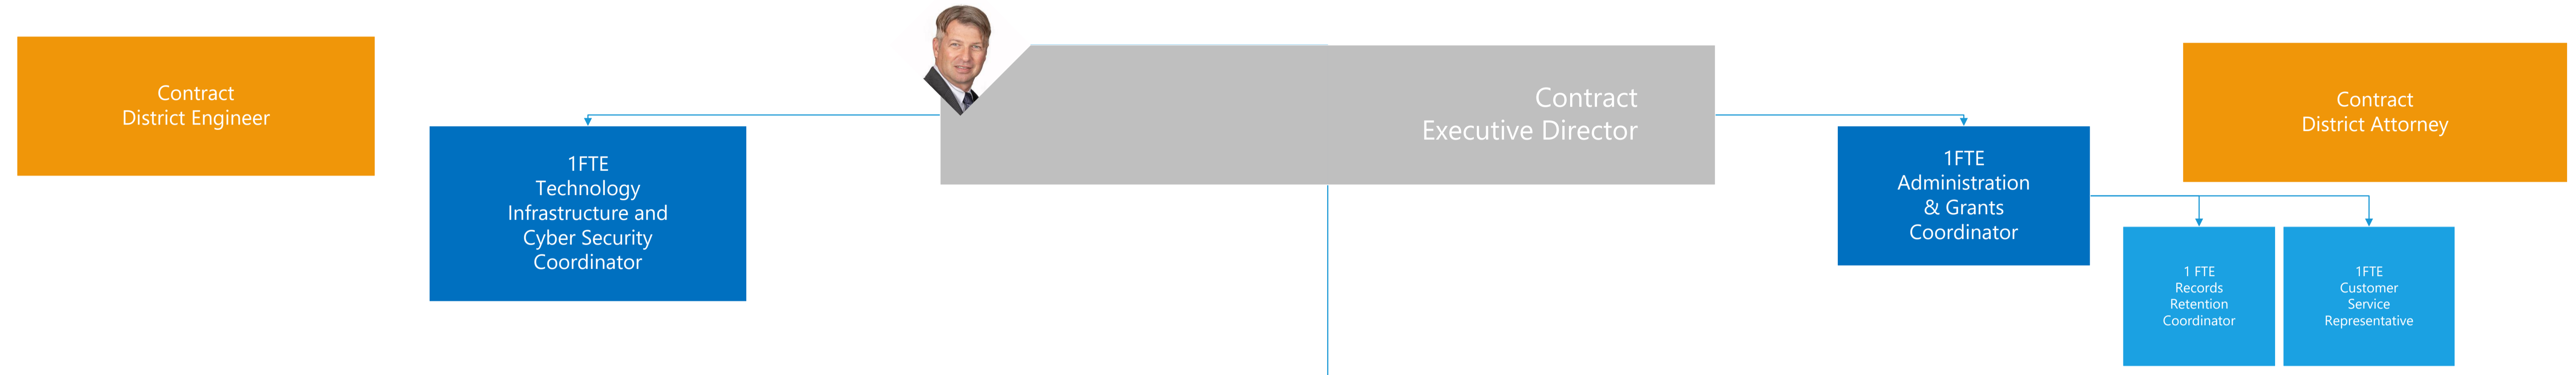 Contract
District Engineer
1FTE
Technology
Infrastructure and
Cyber Security
Coordinator
Contract
Executive Director
1FTE
Administration
& Grants
Coordinator
Contract
District Attorney
1 FTE
Records
Retention
Coordinator
1FTE
Customer
Service
Representative